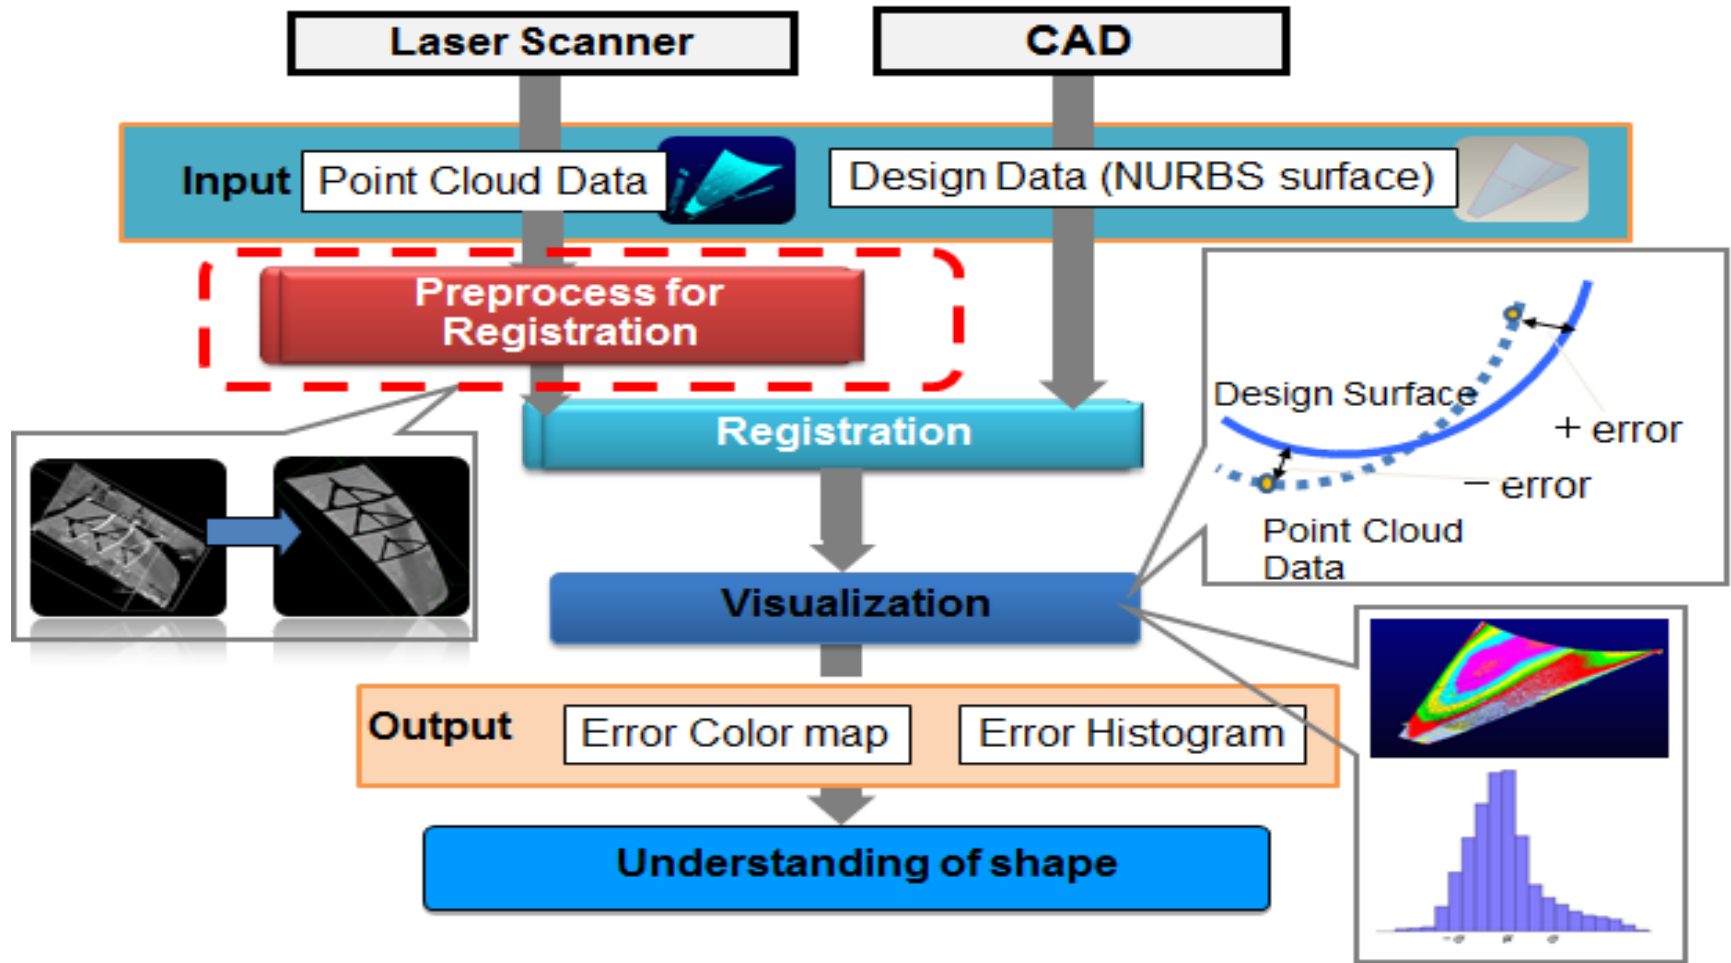 Laser Scanner
CAD
Input
Point Cloud Data
Design Data (NURBS surface)
Preprocess for
Registration
Registration
Design Surface
+ error
− error
Point Cloud
Data
Visualization
Output
Error Color map
Error Histogram
Understanding of shape